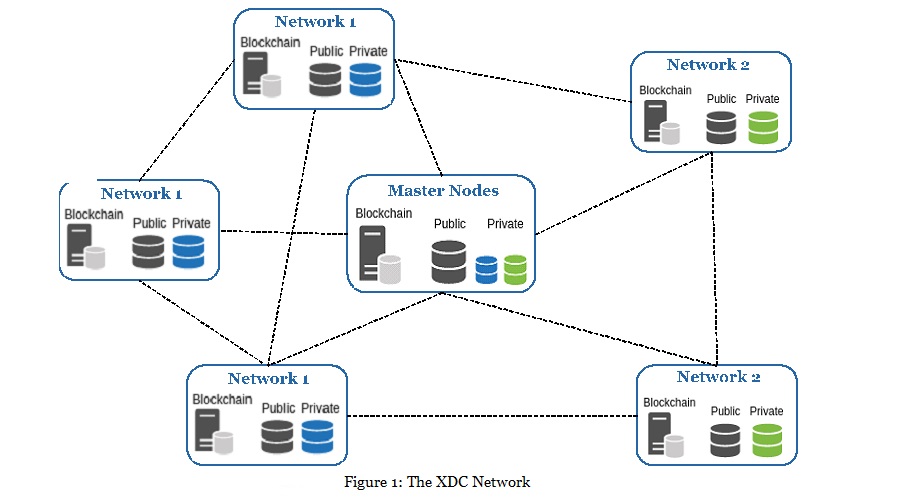 Network 1
Blockchain
Public Private
Network 2
Blockchain
Public Private
Network 1
Blockchain
Public Private
Master Nodes
Blockchain
Public Private
Network 1
Blockchain
Public Private
Network 2
Blockchain
Public Private
Figure 1: The XDC Network